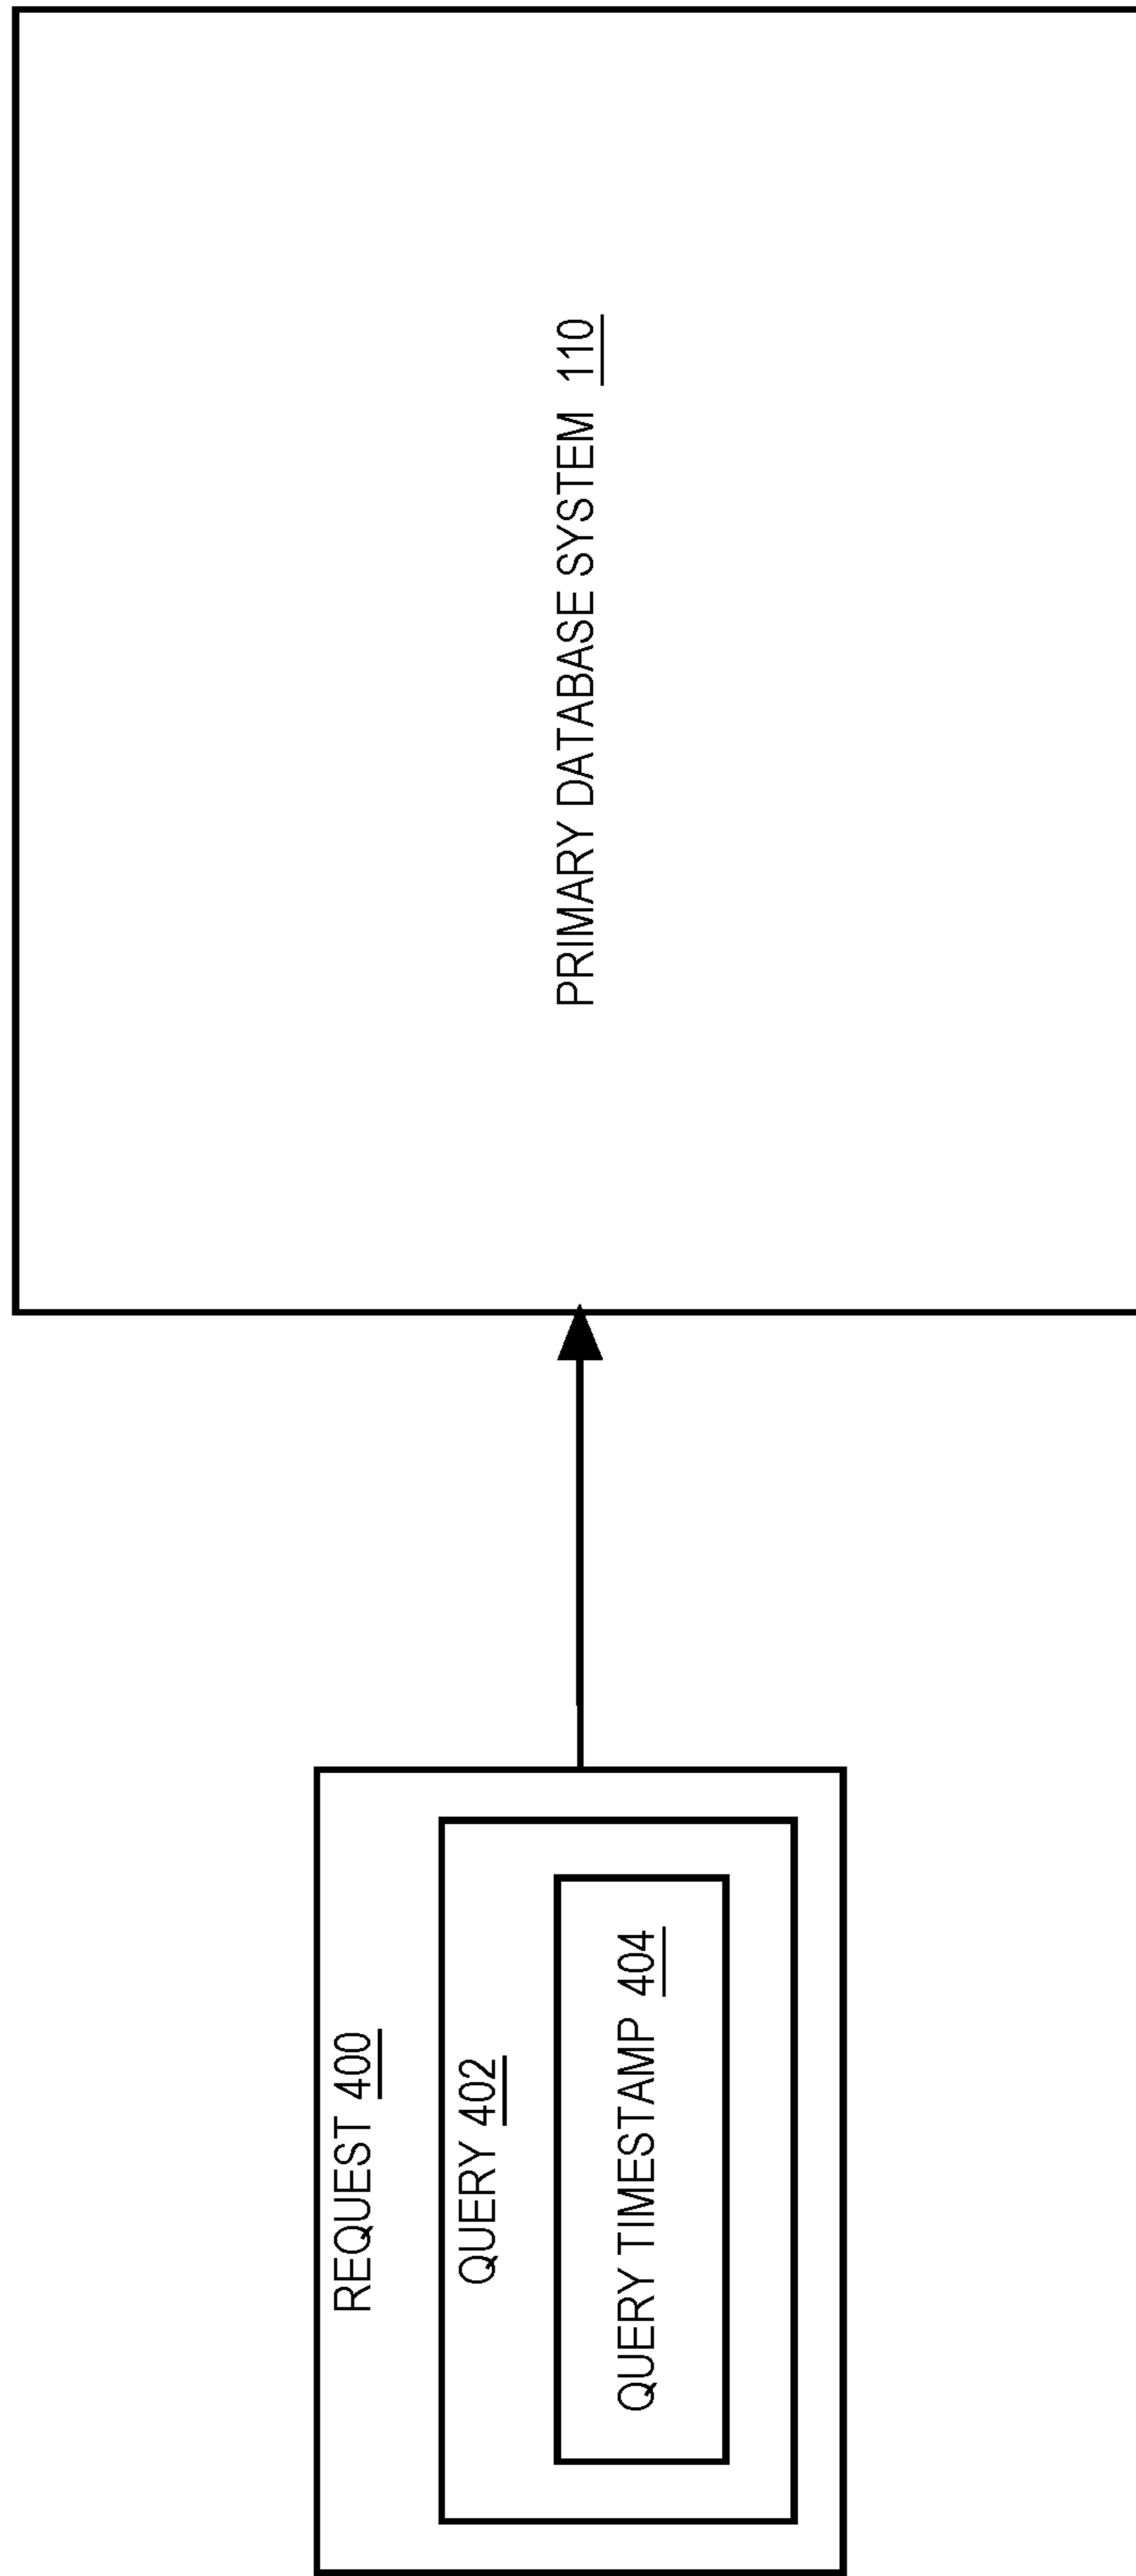 REQUEST 400
QUERY 402
QUERY TIMESTAMP 404
PRIMARY DATABASE SYSTEM 110